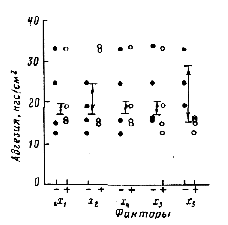 Адгезия, кгс/см²
40
30
20
10
0
- + - + - + - + - +
x₁ x₂ x₄ x₃ x₅
Факторы